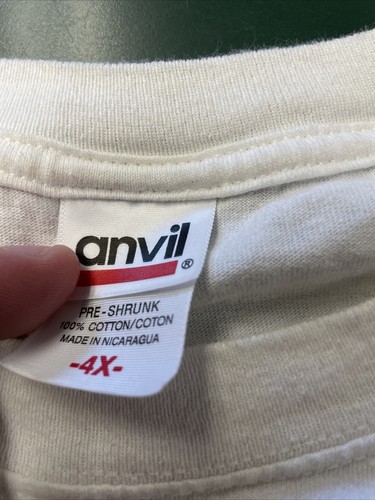 anvil
®
PRE-SHRUNK
100% COTTON/COTON
MADE IN NICARAGUA
-4X-